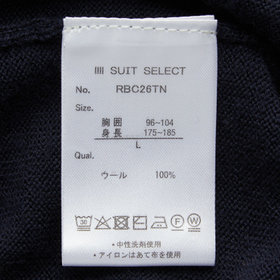 SUIT SELECT
No. RBC26TN
Size.
胸囲 96-104
身長 175-185
L
Qual.
ウール 100%
30 P W
・中性洗剤使用
・アイロンはあて布を使用